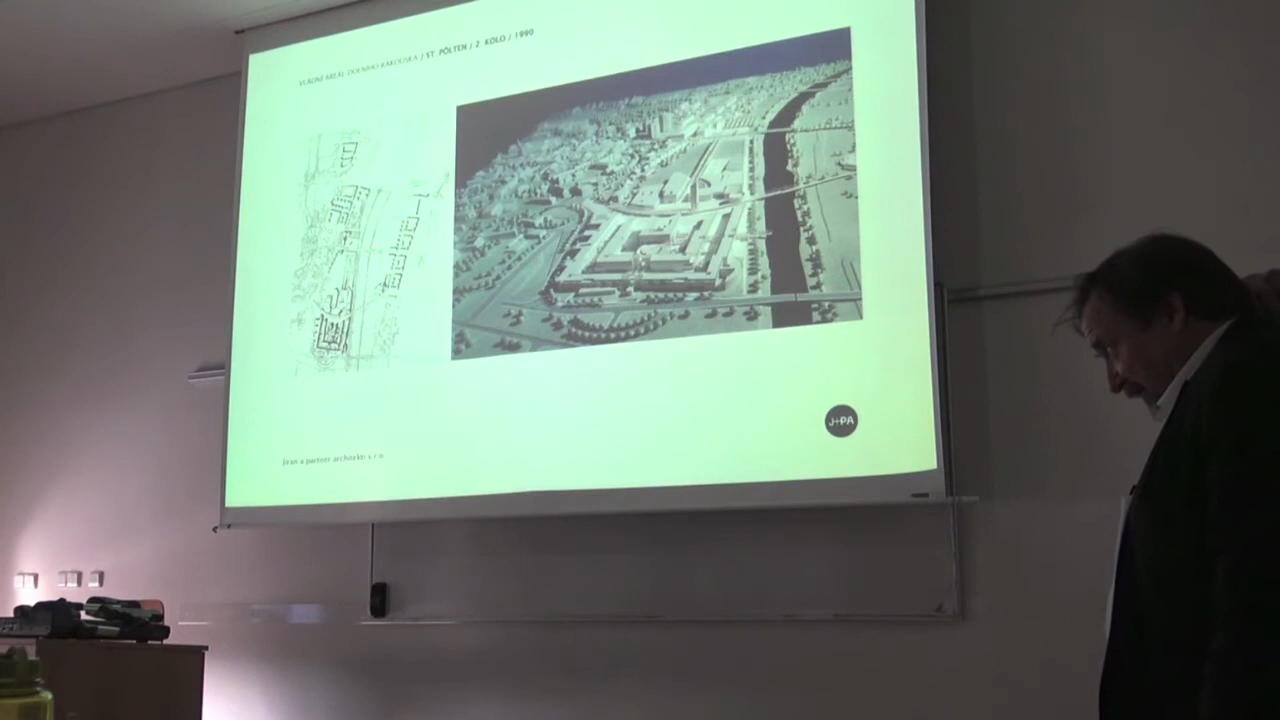 VLÁDNÍ AREÁL DOLNÍHO RAKOUSKA / ST. PÖLTEN / 2. KOLO / 1990
J+PA
Jiran a partner architekti s.r.o.